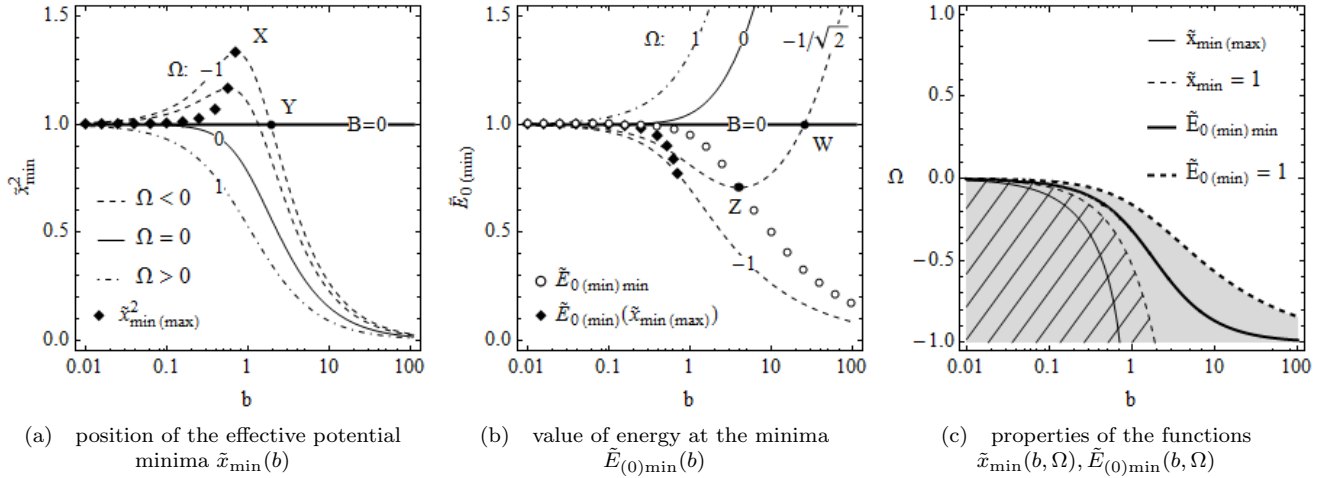 1.5
1.0
0.5
0.0
x̃²min
0.01
0.1
1
10
100
b
X
Ω: −1
Y
B=0
0
1
Ω < 0
Ω = 0
Ω > 0
x̃²min (max)
1.5
1.0
0.5
0.0
Ẽ0 (min)
0.01
0.1
1
10
100
b
Ω: 1 0 −1/√2
B=0
W
Z
−1
Ẽ0 (min) min
Ẽ0 (min)(x̃min (max))
1.0
0.5
0.0
−0.5
−1.0
Ω
0.01
0.1
1
10
100
b
x̃min (max)
x̃min = 1
Ẽ0 (min) min
Ẽ0 (min) = 1
(a) position of the effective potential
minima x̃min(b)
(b) value of energy at the minima
Ẽ(0)min(b)
(c) properties of the functions
x̃min(b, Ω), Ẽ(0)min(b, Ω)